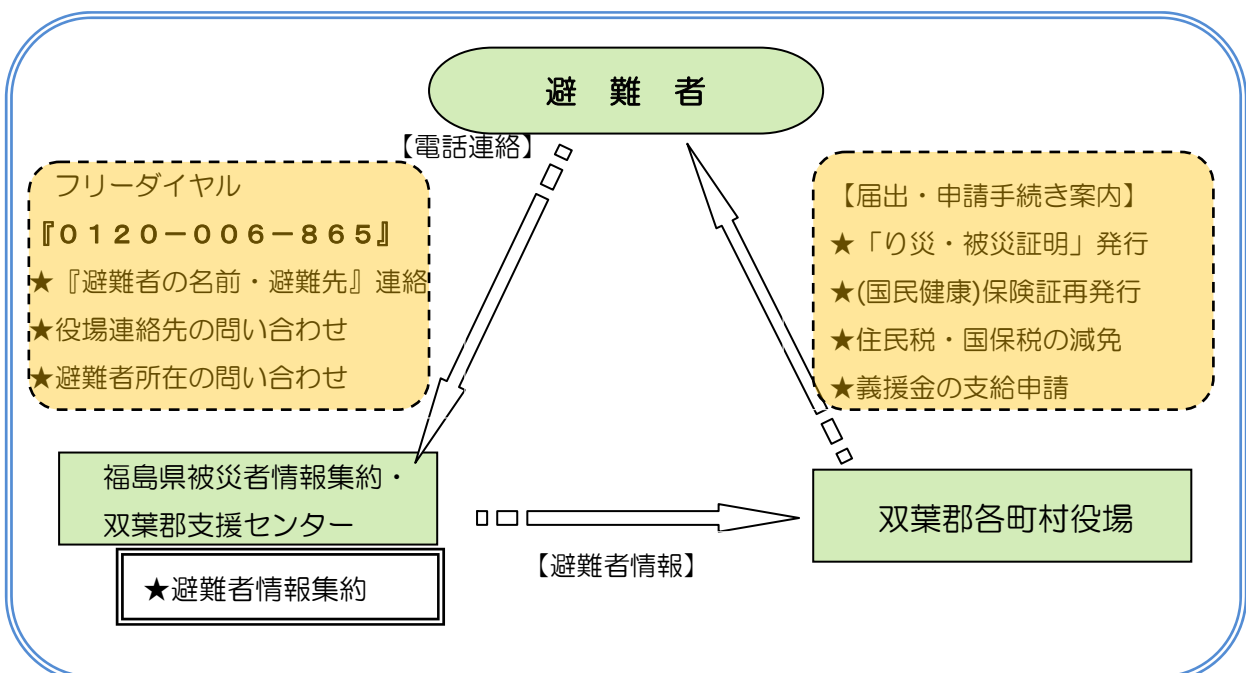 避 難 者
【電話連絡】
フリーダイヤル
『０１２０－００６－８６５』
★『避難者の名前・避難先』連絡
★役場連絡先の問い合わせ
★避難者所在の問い合わせ
【届出・申請手続き案内】
★「り災・被災証明」発行
★(国民健康)保険証再発行
★住民税・国保税の減免
★義援金の支給申請
福島県被災者情報集約・
双葉郡支援センター
★避難者情報集約
【避難者情報】
双葉郡各町村役場